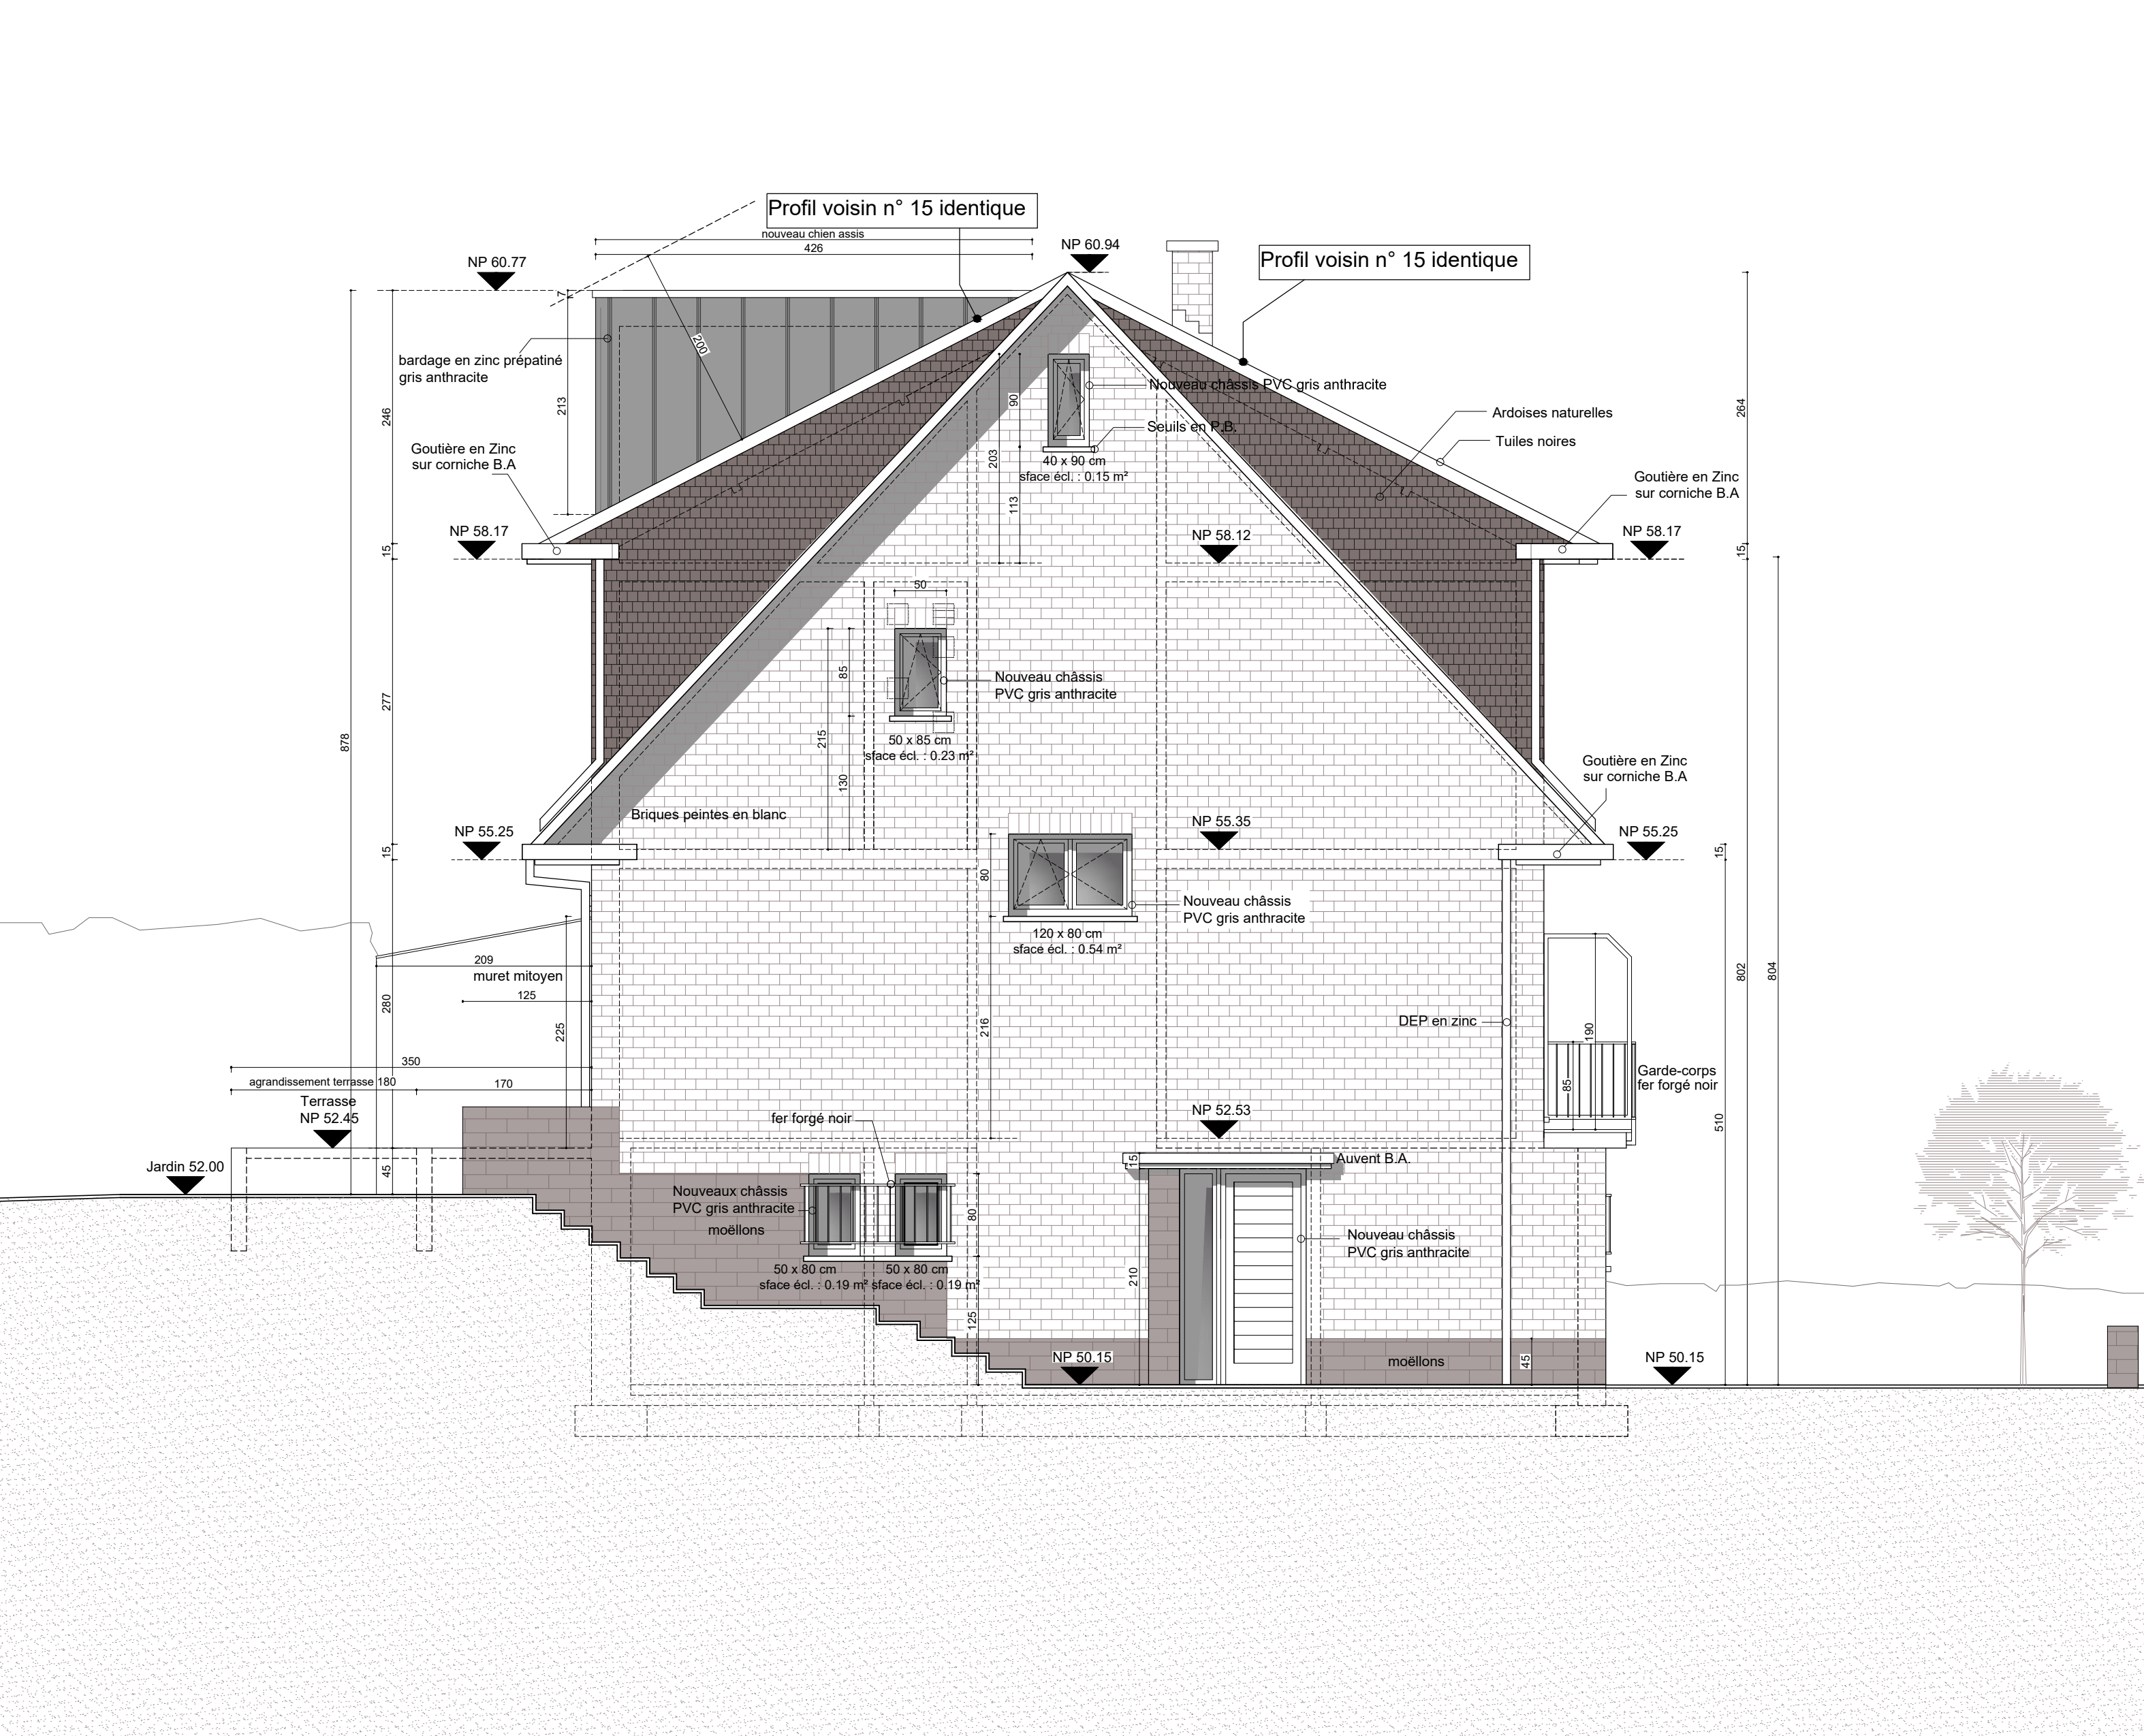 Profil voisin n° 15 identique
nouveau chien assis
426
NP 60.94
Profil voisin n° 15 identique
NP 60.77
7
200
bardage en zinc prépatiné
gris anthracite
213
246
264
90
Nouveau châssis PVC gris anthracite
Ardoises naturelles
Seuils en P.B.
Tuiles noires
Goutière en Zinc
sur corniche B.A
203
40 x 90 cm
sface écl. : 0.15 m²
113
Goutière en Zinc
sur corniche B.A
NP 58.17
NP 58.12
NP 58.17
15
15
50
85
Nouveau châssis
PVC gris anthracite
277
878
215
50 x 85 cm
sface écl. : 0.23 m²
130
Goutière en Zinc
sur corniche B.A
Briques peintes en blanc
NP 55.25
NP 55.35
NP 55.25
15
15
80
Nouveau châssis
PVC gris anthracite
120 x 80 cm
sface écl. : 0.54 m²
209
muret mitoyen
125
280
225
216
DEP en zinc
190
802
804
350
agrandissement terrasse 180
170
85
Garde-corps
fer forgé noir
Terrasse
NP 52.45
fer forgé noir
NP 52.53
510
Jardin 52.00
45
15
Auvent B.A.
Nouveaux châssis
PVC gris anthracite
moëllons
80
Nouveau châssis
PVC gris anthracite
50 x 80 cm
50 x 80 cm
sface écl. : 0.19 m² sface écl. : 0.19 m²
210
125
NP 50.15
moëllons
45
NP 50.15